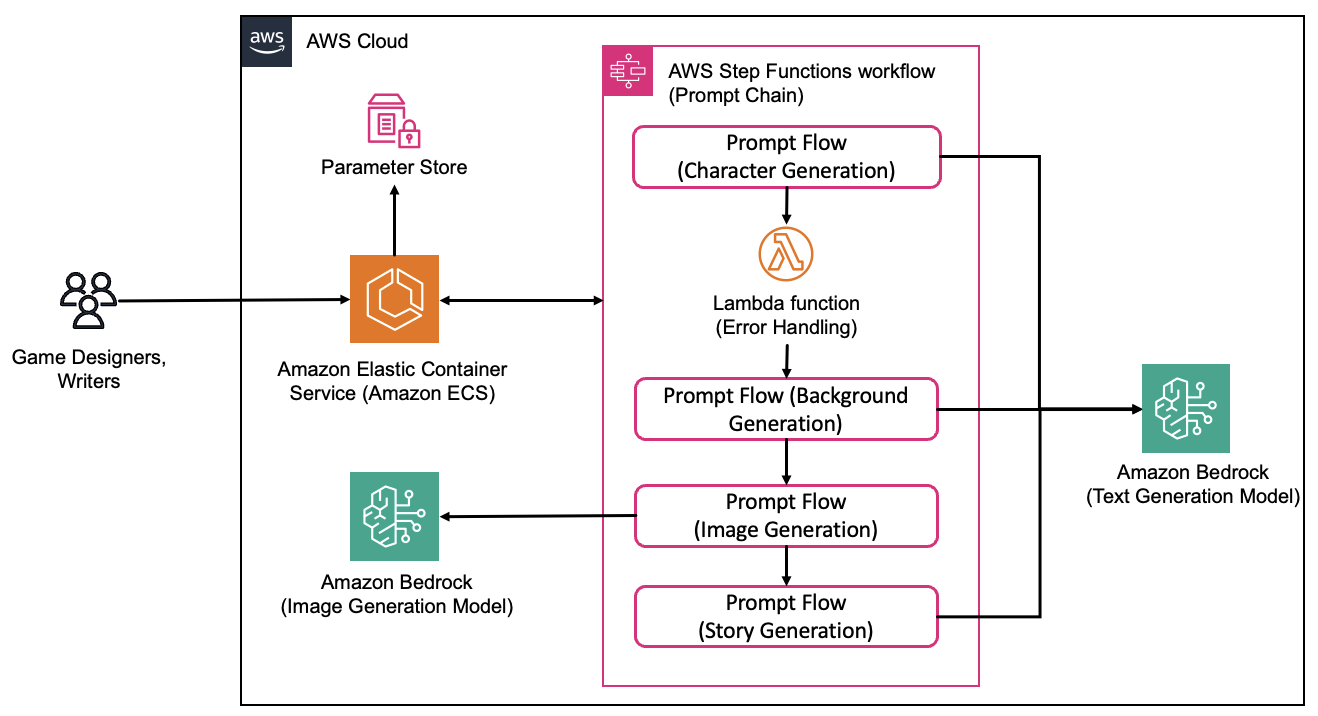 aws
AWS Cloud
AWS Step Functions workflow
(Prompt Chain)
Parameter Store
Prompt Flow
(Character Generation)
Lambda function
(Error Handling)
Game Designers,
Writers
Amazon Elastic Container
Service (Amazon ECS)
Prompt Flow (Background
Generation)
Amazon Bedrock
(Text Generation Model)
Prompt Flow
(Image Generation)
Amazon Bedrock
(Image Generation Model)
Prompt Flow
(Story Generation)